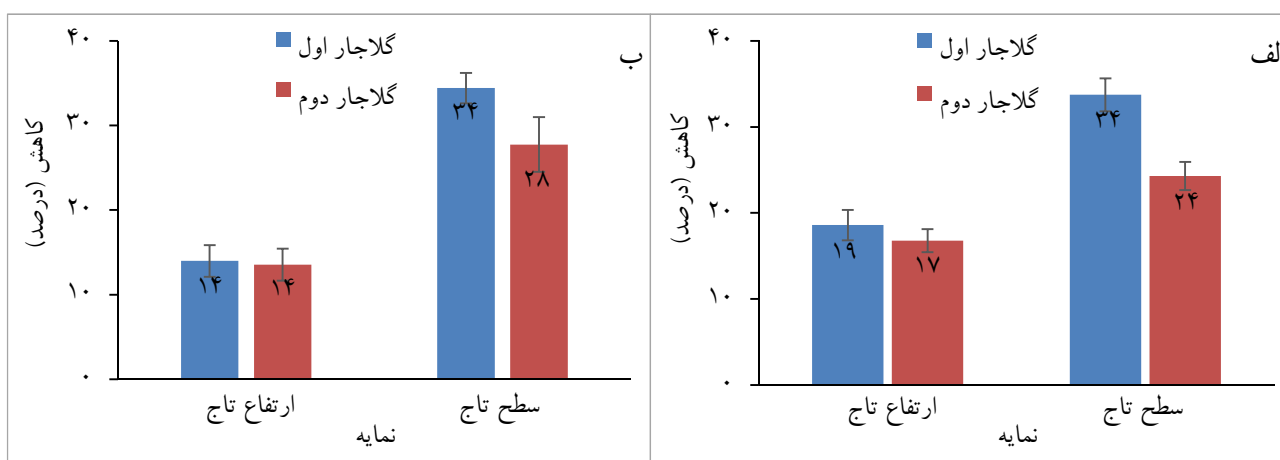 الف
گلاجار اول
گلاجار دوم
کاهش (درصد)
۴۰
۳۰
۲۰
۱۰
۰
۱۹
۱۷
۳۴
۲۴
ارتفاع تاج
سطح تاج
نمایه
ب
گلاجار اول
گلاجار دوم
کاهش (درصد)
۴۰
۳۰
۲۰
۱۰
۰
۱۴
۱۴
۳۴
۲۸
ارتفاع تاج
سطح تاج
نمایه